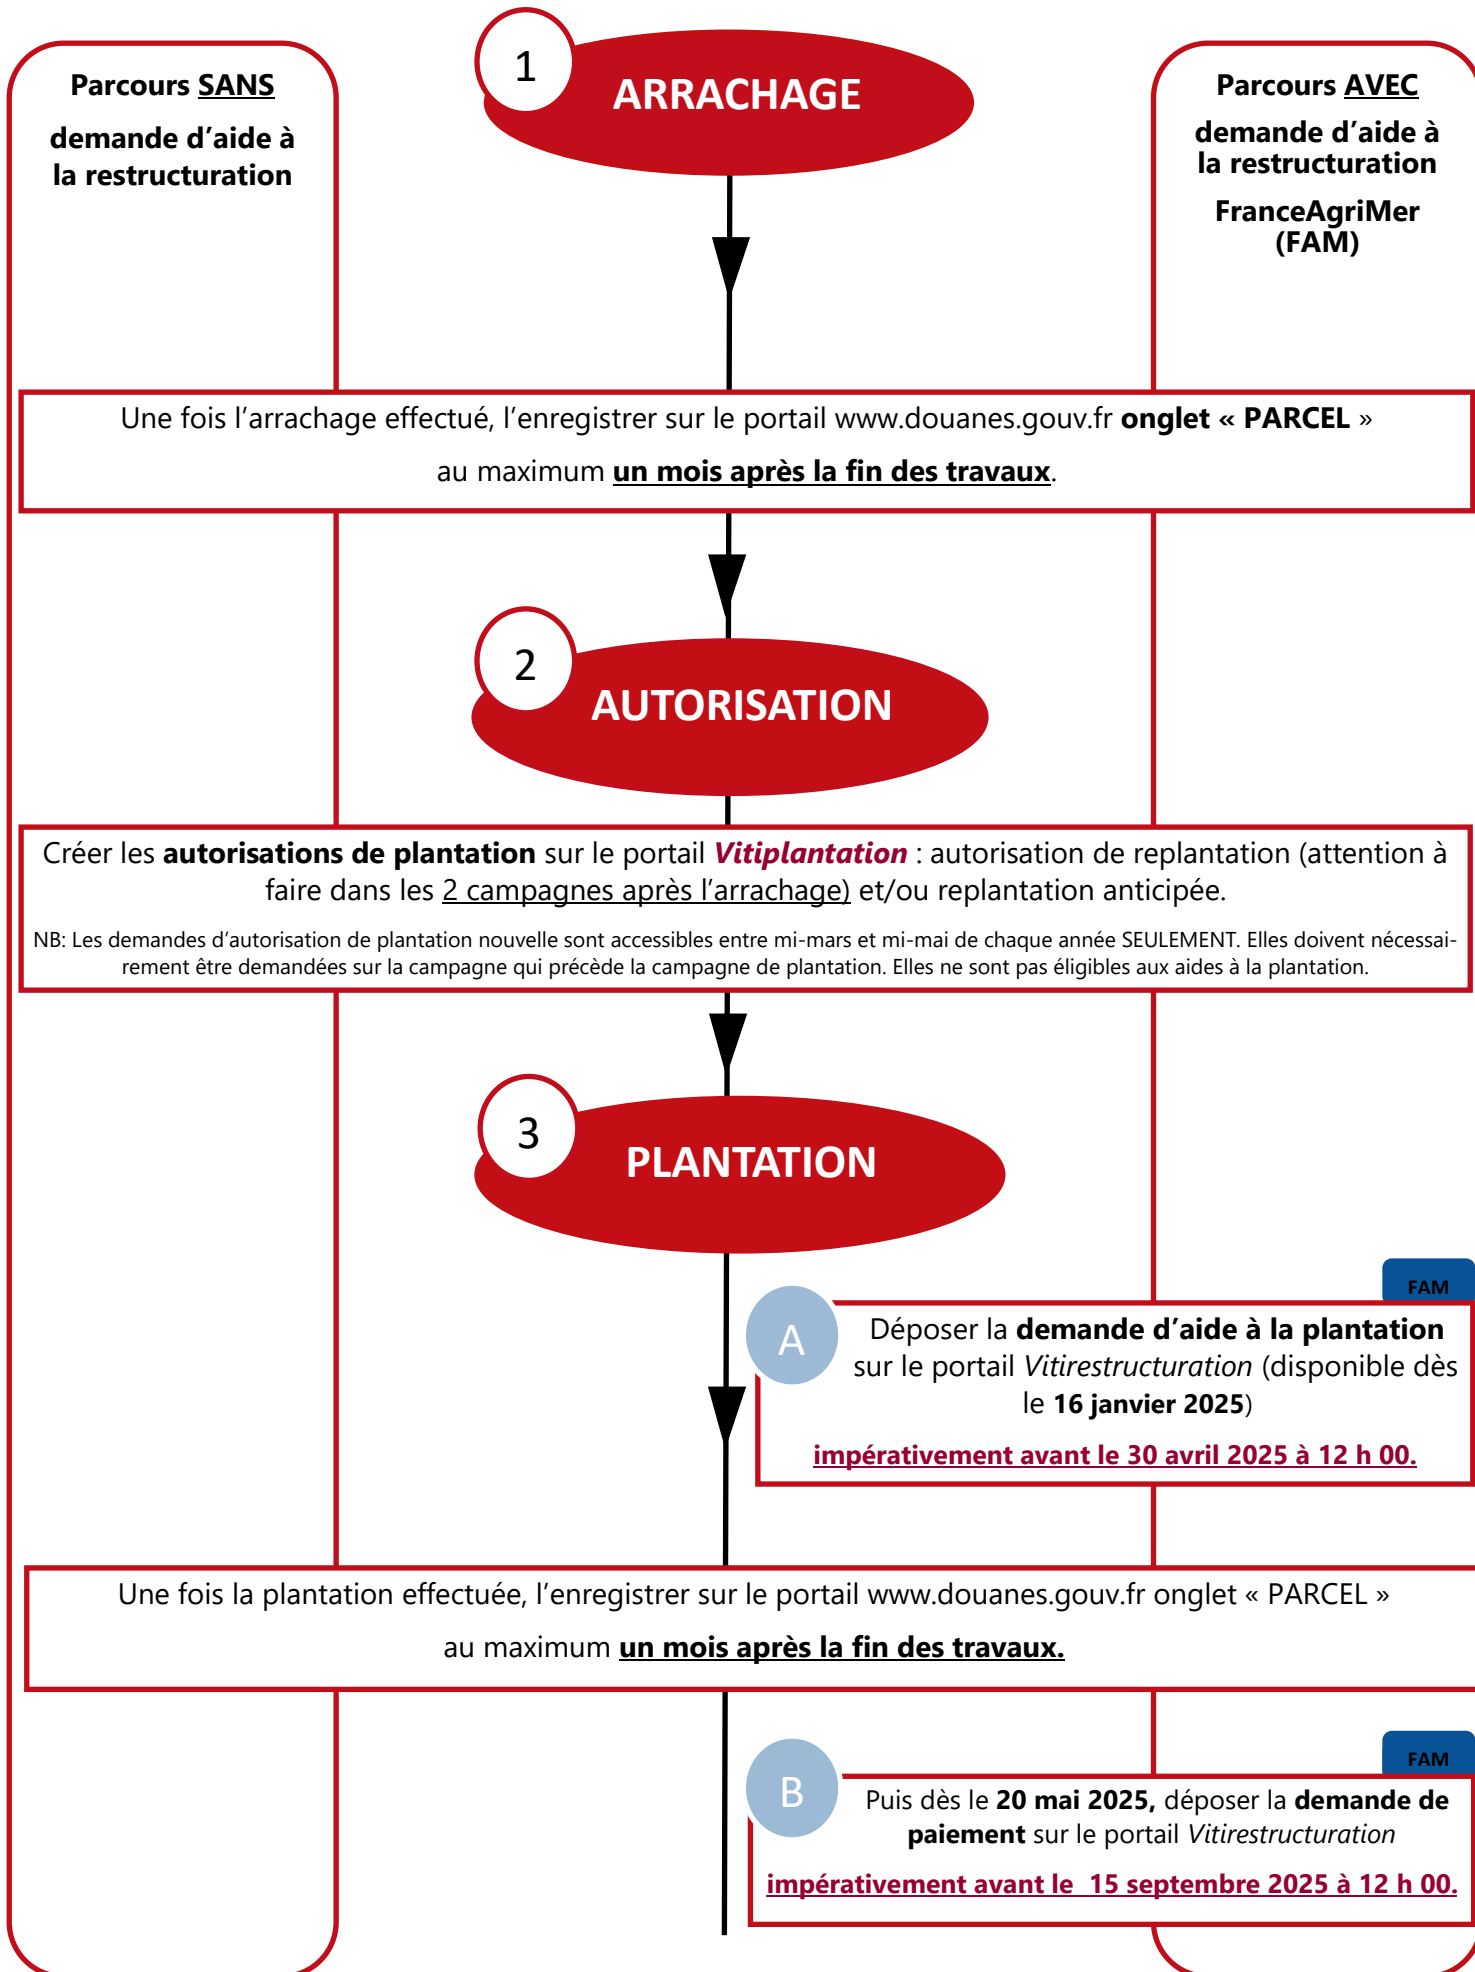 Parcours SANS
demande d’aide à
la restructuration
1
ARRACHAGE
Parcours AVEC
demande d’aide à
la restructuration
FranceAgriMer
(FAM)
Une fois l’arrachage effectué, l’enregistrer sur le portail www.douanes.gouv.fr onglet « PARCEL »
au maximum un mois après la fin des travaux.
2
AUTORISATION
Créer les autorisations de plantation sur le portail Vitiplantation : autorisation de replantation (attention à
faire dans les 2 campagnes après l’arrachage) et/ou replantation anticipée.
NB: Les demandes d’autorisation de plantation nouvelle sont accessibles entre mi-mars et mi-mai de chaque année SEULEMENT. Elles doivent nécessai-
rement être demandées sur la campagne qui précède la campagne de plantation. Elles ne sont pas éligibles aux aides à la plantation.
3
PLANTATION
FAM
A
Déposer la demande d’aide à la plantation
sur le portail Vitirestructuration (disponible dès
le 16 janvier 2025)
impérativement avant le 30 avril 2025 à 12 h 00.
Une fois la plantation effectuée, l’enregistrer sur le portail www.douanes.gouv.fr onglet « PARCEL »
au maximum un mois après la fin des travaux.
FAM
B
Puis dès le 20 mai 2025, déposer la demande de
paiement sur le portail Vitirestructuration
impérativement avant le 15 septembre 2025 à 12 h 00.